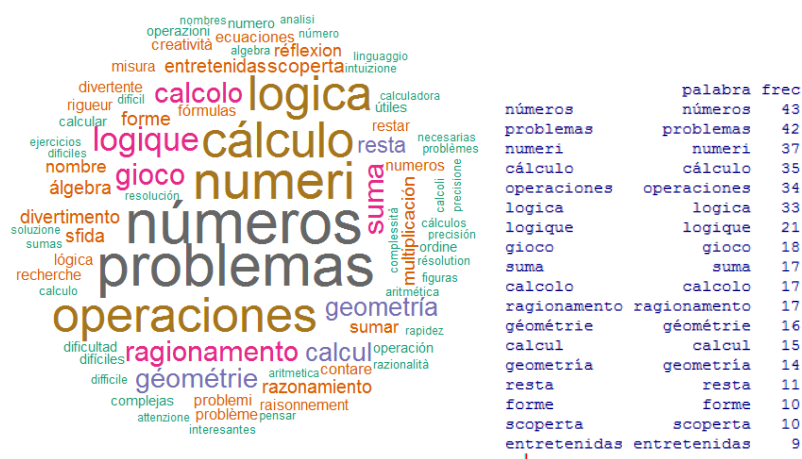 nombres numero analisi
operazioni ecuaciones número
creatività algebra réflexion
linguaggio
misura entretenidas scoperta intuizione
divertente calcolo logica calculadora
rigueur difícil fórmulas útiles
calcular forme restar
ejercicios logique cálculo resta necesarias
dificiles problèmes
nombre gioco numeri suma numeros
álgebra resolución calcoli precisione
divertimento números multiplicación cálculos
soluzione sfida complessità precisión
sumas ordine
lógica problemas résolution
recherche figuras
calculo aritmética
operaciones geometría
sumar rapidez
dificultad ragionamento calcul operación
difíciles razionalità
difficile géométrie aritmetica contare
razonamiento
complejas problemi raisonnement
attenzione problème pensar
interesantes
palabra frec
números números 43
problemas problemas 42
numeri numeri 37
cálculo cálculo 35
operaciones operaciones 34
logica logica 33
logique logique 21
gioco gioco 18
suma suma 17
calcolo calcolo 17
ragionamento ragionamento 17
géométrie géométrie 16
calcul calcul 15
geometría geometría 14
resta resta 11
forme forme 10
scoperta scoperta 10
entretenidas entretenidas 9